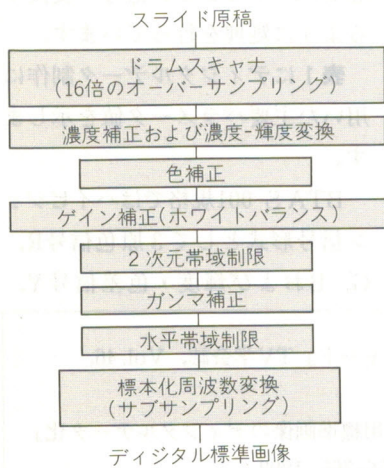 スライド原稿
ドラムスキャナ
(16倍のオーバーサンプリング)
濃度補正および濃度-輝度変換
色補正
ゲイン補正(ホワイトバランス)
2次元帯域制限
ガンマ補正
水平帯域制限
標本化周波数変換
(サブサンプリング)
ディジタル標準画像